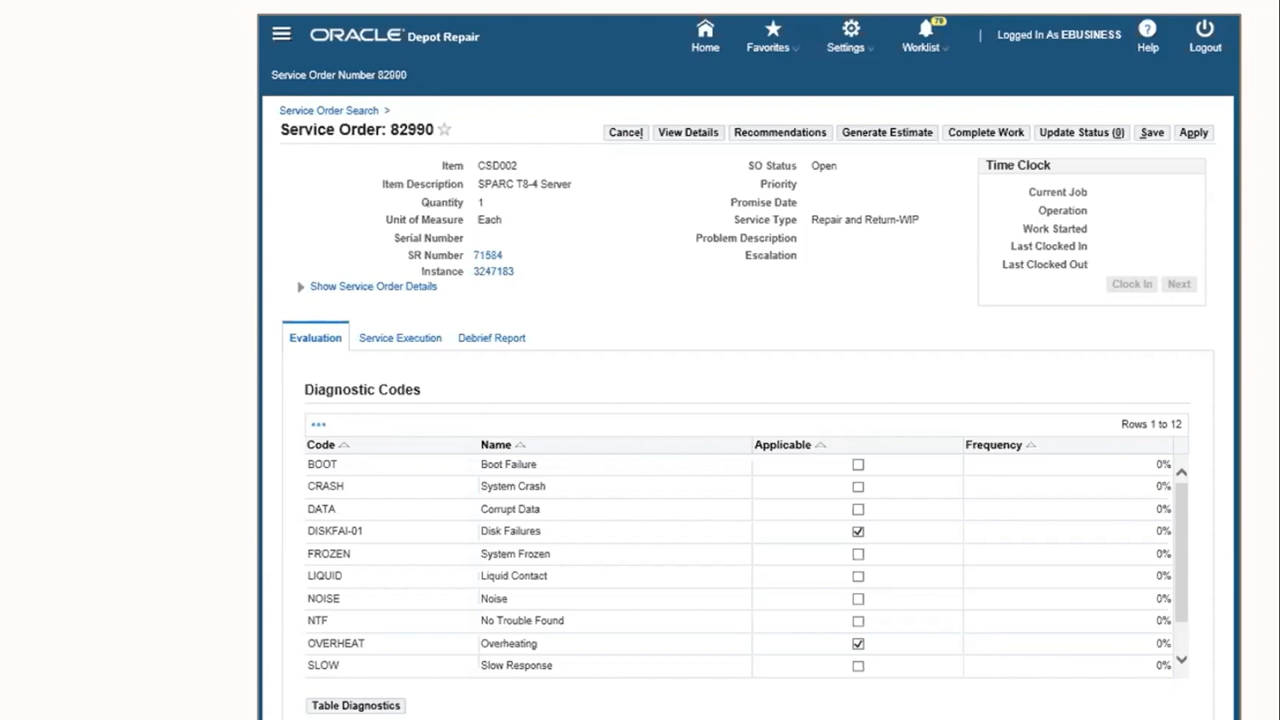 ORACLE Depot Repair
Home
Favorites
Settings
78
Worklist
| Logged In As EBUSINESS
Help
Logout
Service Order Number 82990
Service Order Search >
Service Order: 82990
Cancel View Details Recommendations Generate Estimate Complete Work Update Status (0) Save Apply
Item CSD002
Item Description SPARC T8-4 Server
Quantity 1
Unit of Measure Each
Serial Number
SR Number 71584
Instance 3247183
Show Service Order Details
SO Status Open
Priority
Promise Date
Service Type Repair and Return-WIP
Problem Description
Escalation
Time Clock
Current Job
Operation
Work Started
Last Clocked In
Last Clocked Out
Clock In Next
Evaluation Service Execution Debrief Report
Diagnostic Codes
Rows 1 to 12
Code Name Applicable Frequency
BOOT Boot Failure 0%
CRASH System Crash 0%
DATA Corrupt Data 0%
DISKFAI-01 Disk Failures 0%
FROZEN System Frozen 0%
LIQUID Liquid Contact 0%
NOISE Noise 0%
NTF No Trouble Found 0%
OVERHEAT Overheating 0%
SLOW Slow Response 0%
Table Diagnostics